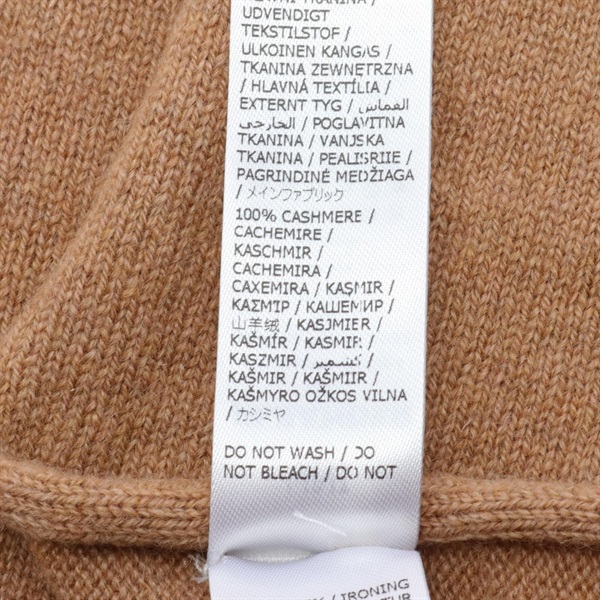 UDVENDIGT
TEKSTILSTOF /
ULKOINEN KANGAS /
TKANINA ZEWNĘTRZNA
/ HLAVNÁ TEXTÍLIA /
EXTERNT TYG / القماش
الخارجي / POGLAVITNA
TKANINA / VANJSKA
TKANINA / PEALISRIIE /
PAGRINDINĖ MEDŽIAGA
/ メインファブリック
100% CASHMERE /
CACHEMIRE /
KASCHMIR /
CACHEMIRA /
CAXEMIRA / KAŞMIR /
ΚΑΣΜΊΡ / КАШЕМИР /
山羊绒 / KASJMIER /
KAŠMÍR / KASMIR /
KASZMIR / كشمير /
KAŠMIR / KAŠMIIR /
KAŠMYRO OŽKOS VILNA
/ カシミヤ
DO NOT WASH / DO
NOT BLEACH / DO NOT
/ IRONING